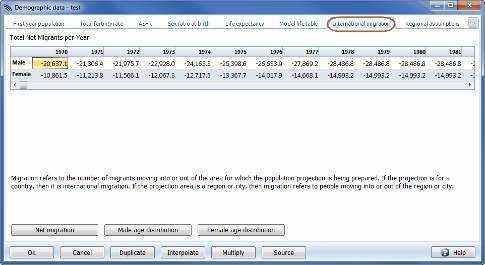 Demographic data - test
First year population Total fertility rate ASFR Sex ratio at birth Life expectancy Model life table International migration Regional assumptions
Total Net Migrants per Year
1970 1971 1972 1973 1974 1975 1976 1977 1978 1979 1980 1981
Male -20,637.1 -21,306.4 -21,975.7 -22,928.0 -24,163.3 -25,398.6 -26,633.9 -27,869.2 -28,486.8 -28,486.8 -28,486.8 -28,486.8
Female -10,861.5 -11,213.8 -11,566.1 -12,067.3 -12,717.5 -13,367.7 -14,017.9 -14,668.1 -14,993.2 -14,993.2 -14,993.2 -14,993.2
Migration refers to the number of migrants moving into or out of the area for which the population projection is being prepared. If the projection is for a
country, then it is international migration. If the projection area is a region or city, then migration refers to people moving into or out of the region or city.
Net migration Male age distribution Female age distribution
Ok Cancel Duplicate Interpolate Multiply Source Help